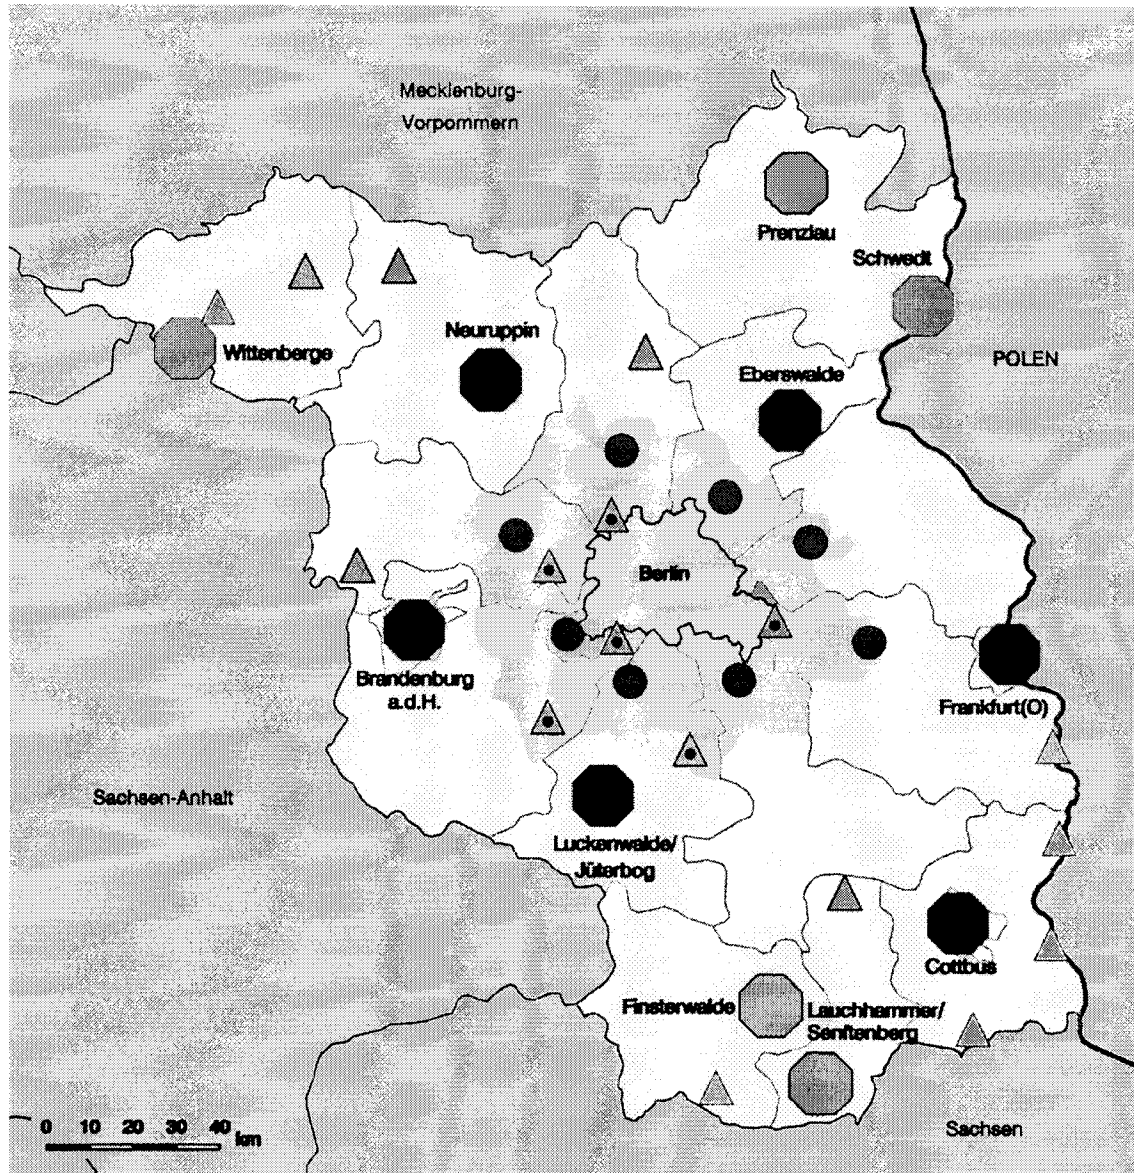 Mecklenburg-
Vorpommern
Prenzlau
Schwedt
Neuruppin
Wittenberge
Eberswalde
POLEN
Berlin
Brandenburg
a.d.H.
Frankfurt(O)
Sachsen-Anhalt
Luckenwalde/
Jüterbog
Cottbus
Finsterwalde
Lauchhammer/
Senftenberg
0 10 20 30 40
km
Sachsen